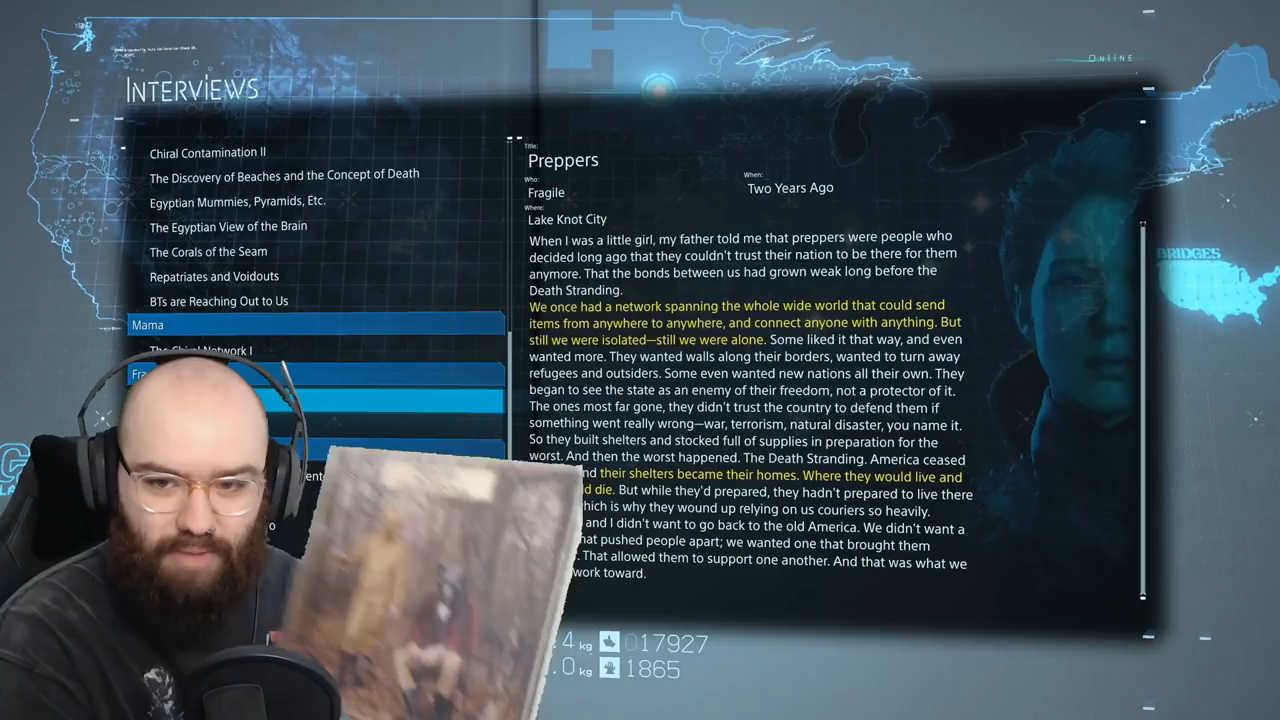 INTERVIEWS
ONLINE
Chiral Contamination II
The Discovery of Beaches and the Concept of Death
Egyptian Mummies, Pyramids, Etc.
The Egyptian View of the Brain
The Corals of the Seam
Repatriates and Voidouts
BTs are Reaching Out to Us
Mama
The Chiral Network I
Title:
Preppers
Who:
Fragile
When:
Two Years Ago
Where:
Lake Knot City
When I was a little girl, my father told me that preppers were people who
decided long ago that they couldn't trust their nation to be there for them
anymore. That the bonds between us had grown weak long before the
Death Stranding.
We once had a network spanning the whole wide world that could send
items from anywhere to anywhere, and connect anyone with anything. But
still we were isolated—still we were alone. Some liked it that way, and even
wanted more. They wanted walls along their borders, wanted to turn away
refugees and outsiders. Some even wanted new nations all their own. They
began to see the state as an enemy of their freedom, not a protector of it.
The ones most far gone, they didn't trust the country to defend them if
something went really wrong—war, terrorism, natural disaster, you name it.
So they built shelters and stocked full of supplies in preparation for the
worst. And then the worst happened. The Death Stranding. America ceased
their shelters became their homes. Where they would live and
die. But while they'd prepared, they hadn't prepared to live there
which is why they wound up relying on us couriers so heavily.
and I didn't want to go back to the old America. We didn't want a
that pushed people apart; we wanted one that brought them
That allowed them to support one another. And that was what we
work toward.
BRIDGES
4 kg 017927
.0 kg 1865